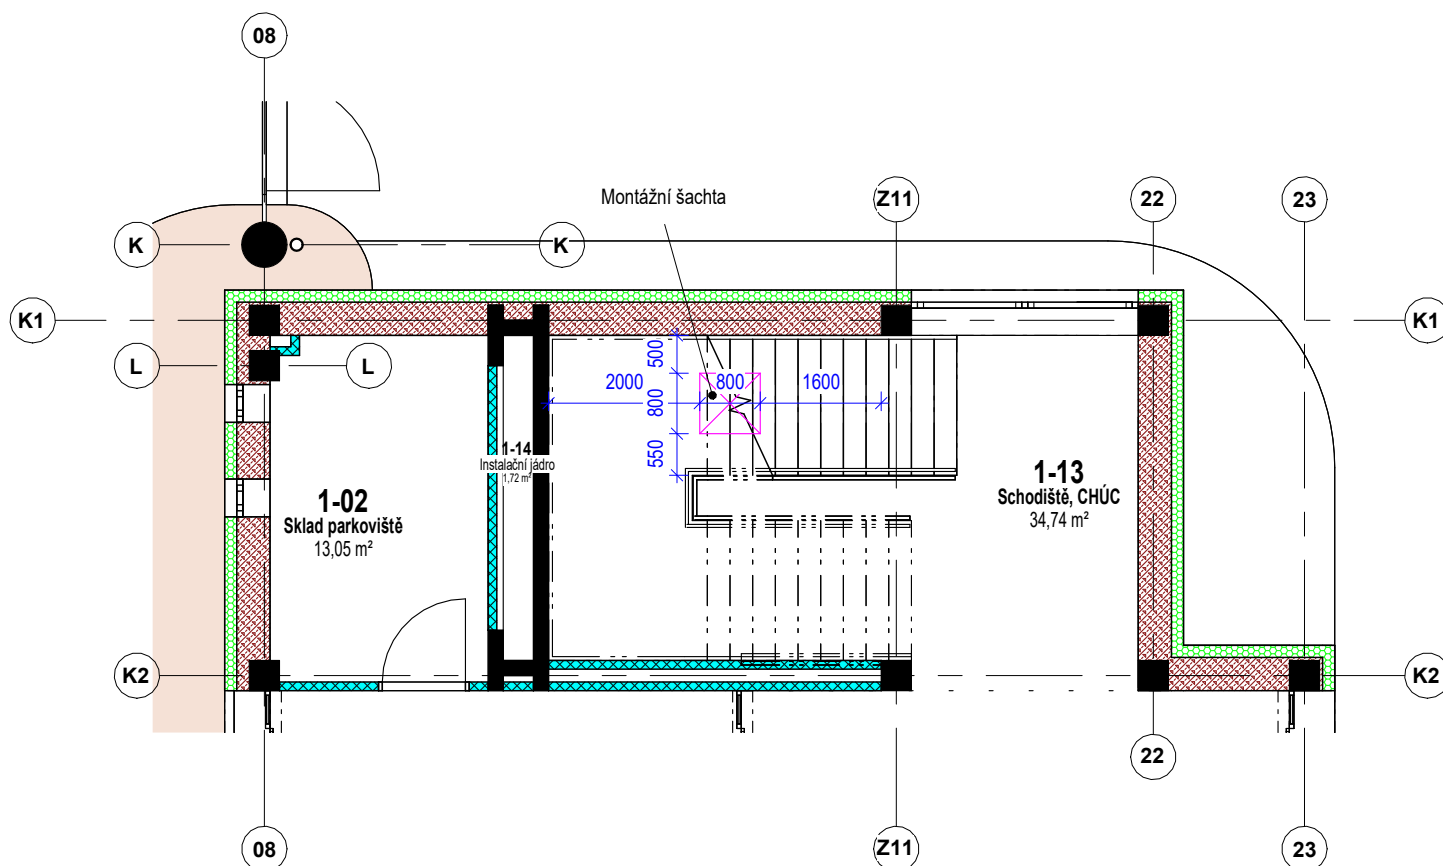 08
Montážní šachta
Z11
22
23
K
K
K1
K1
L
L
500
2000
800
1600
800
550
1-14
Instalační jádro
1,72 m²
1-02
Sklad parkoviště
13,05 m²
1-13
Schodiště, CHÚC
34,74 m²
K2
K2
22
08
Z11
23